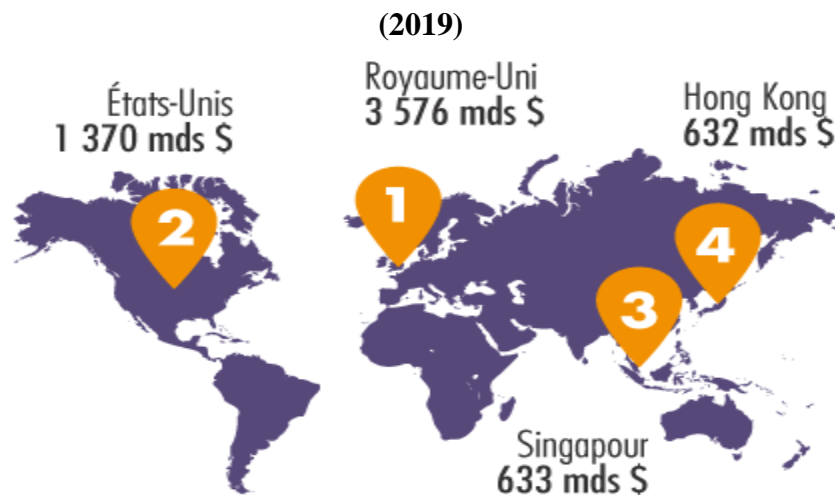 (2019)
États-Unis
1 370 mds $
Royaume-Uni
3 576 mds $
Hong Kong
632 mds $
2
1
4
3
Singapour
633 mds $